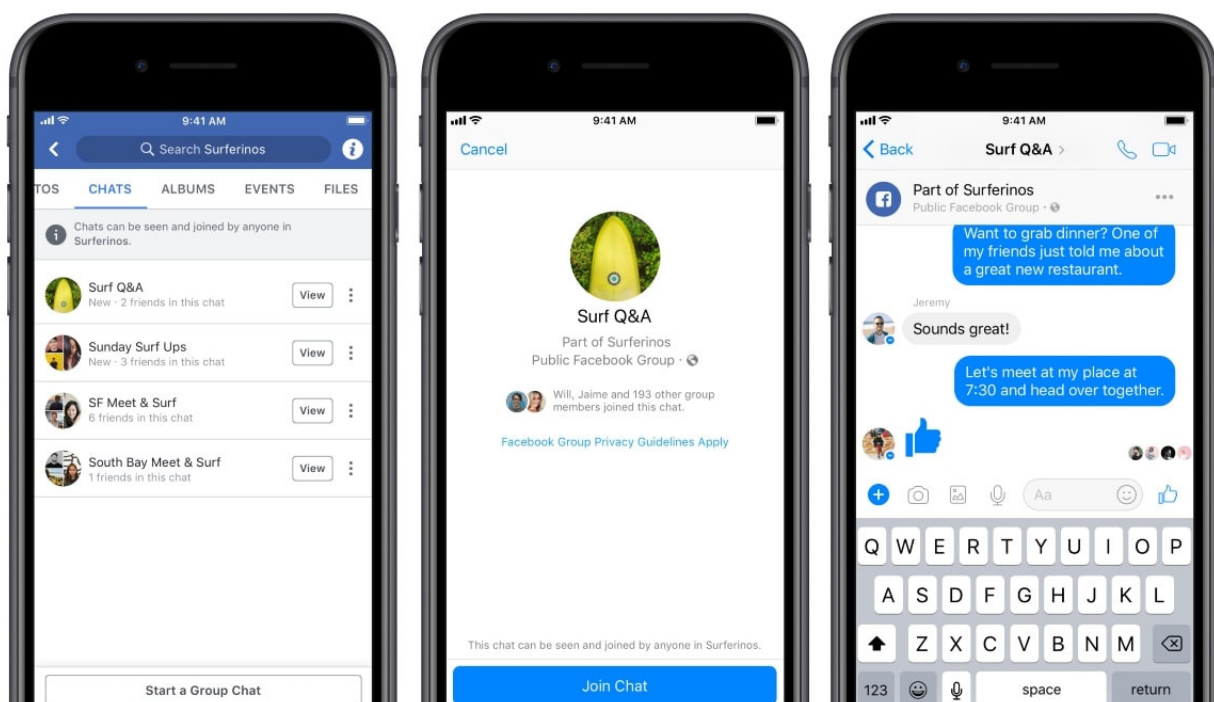 9:41 AM
Search Surferinos
TOS CHATS ALBUMS EVENTS FILES
Chats can be seen and joined by anyone in
Surferinos.
Surf Q&A
New · 2 friends in this chat
View
Sunday Surf Ups
New · 3 friends in this chat
View
SF Meet & Surf
6 friends in this chat
View
South Bay Meet & Surf
1 friends in this chat
View
Start a Group Chat
9:41 AM
Cancel
Surf Q&A
Part of Surferinos
Public Facebook Group ·
Will, Jaime and 193 other group
members joined this chat.
Facebook Group Privacy Guidelines Apply
This chat can be seen and joined by anyone in Surferinos.
Join Chat
9:41 AM
Back Surf Q&A >
Part of Surferinos
Public Facebook Group ·
Want to grab dinner? One of
my friends just told me about
a great new restaurant.
Jeremy
Sounds great!
Let's meet at my place at
7:30 and head over together.
Aa
Q W E R T Y U I O P
A S D F G H J K L
Z X C V B N M
123 space return